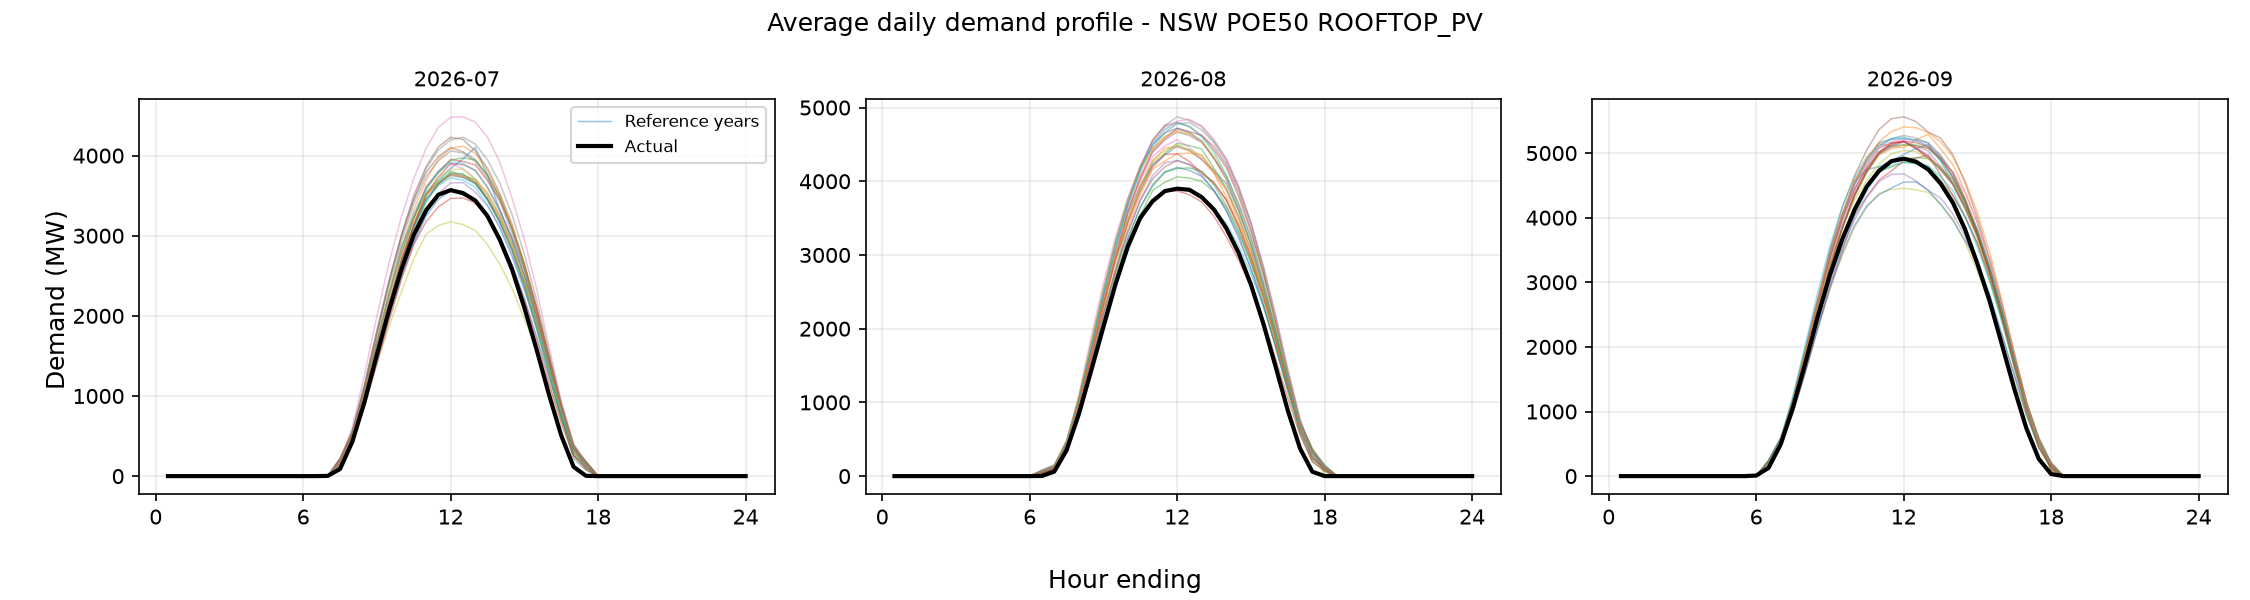 Average daily demand profile - NSW POE50 ROOFTOP_PV
2026-07
2026-08
2026-09
Demand (MW)
4000
3000
2000
1000
0
Reference years
Actual
0 6 12 18 24
5000
4000
3000
2000
1000
0
0 6 12 18 24
5000
4000
3000
2000
1000
0
0 6 12 18 24
Hour ending